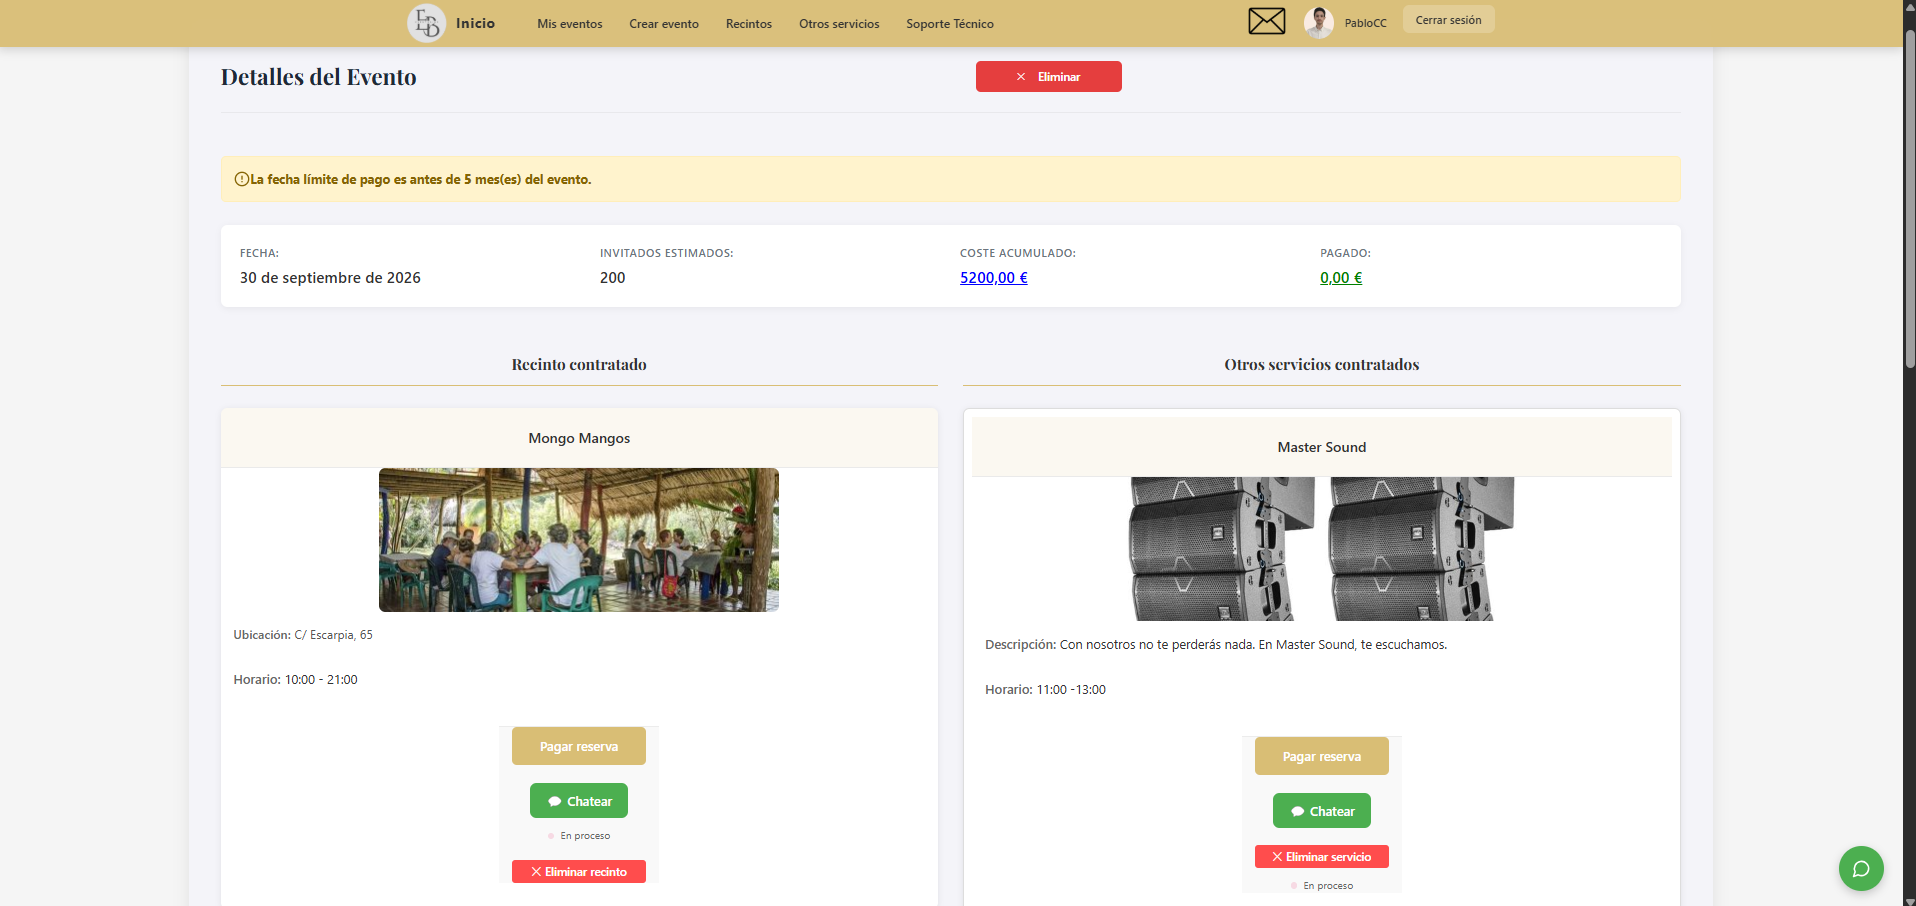 EB Inicio Mis eventos Crear evento Recintos Otros servicios Soporte Técnico PabloCC Cerrar sesión
Detalles del Evento
Eliminar
La fecha límite de pago es antes de 5 mes(es) del evento.
FECHA:
30 de septiembre de 2026
INVITADOS ESTIMADOS:
200
COSTE ACUMULADO:
5200,00 €
PAGADO:
0,00 €
Recinto contratado
Mongo Mangos
Ubicación: C/ Escarpia, 65
Horario: 10:00 - 21:00
Pagar reserva
Chatear
En proceso
Eliminar recinto
Otros servicios contratados
Master Sound
Descripción: Con nosotros no te perderás nada. En Master Sound, te escuchamos.
Horario: 11:00 -13:00
Pagar reserva
Chatear
Eliminar servicio
En proceso